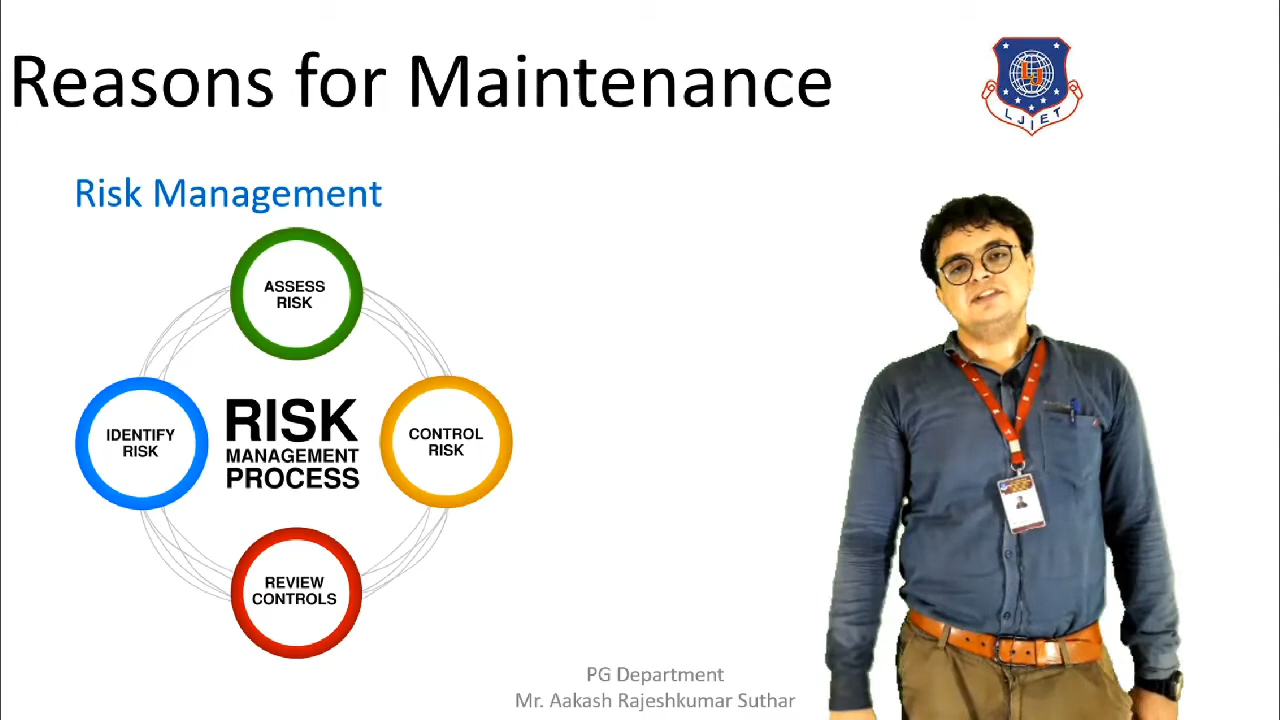 Reasons for Maintenance
LJIET
Risk Management
ASSESS
RISK
IDENTIFY
RISK
RISK
MANAGEMENT
PROCESS
CONTROL
RISK
REVIEW
CONTROLS
PG Department
Mr. Aakash Rajeshkumar Suthar